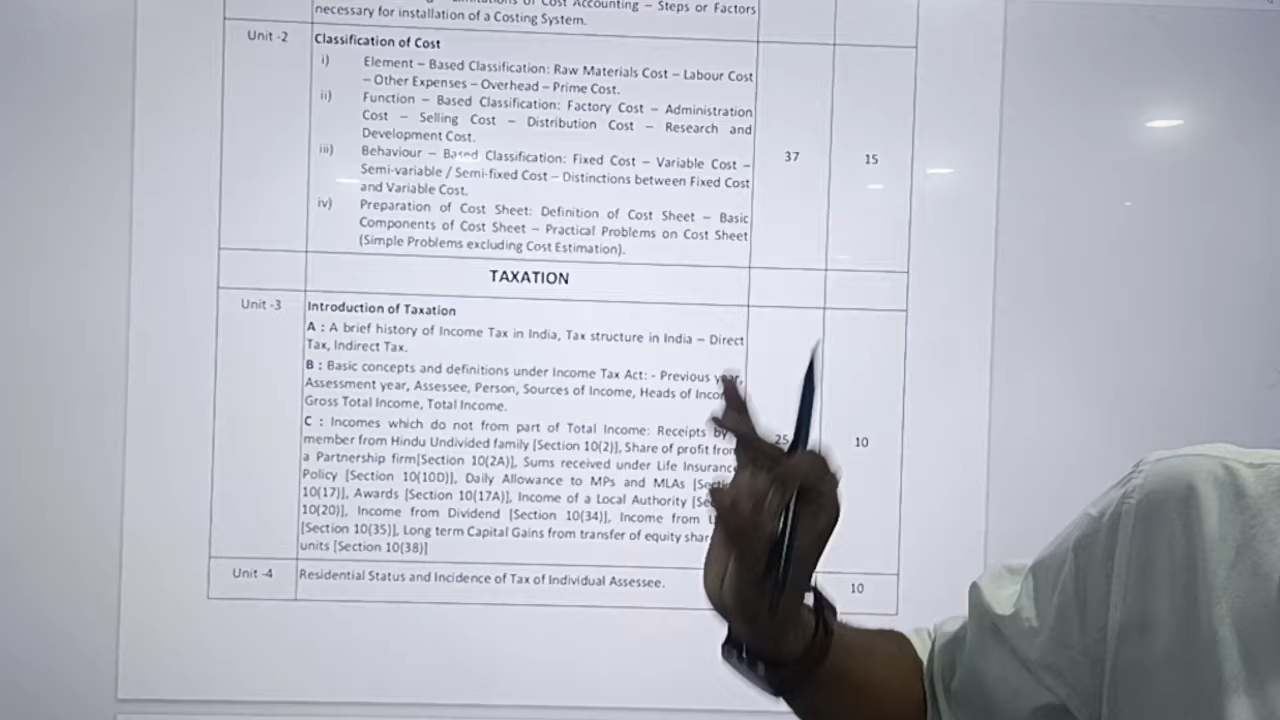 of Cost Accounting – Steps or Factors
necessary for installation of a Costing System.
Unit -2
Classification of Cost
i) Element – Based Classification: Raw Materials Cost – Labour Cost
– Other Expenses – Overhead – Prime Cost.
ii) Function – Based Classification: Factory Cost – Administration
Cost – Selling Cost – Distribution Cost – Research and
Development Cost.
iii) Behaviour – Based Classification: Fixed Cost – Variable Cost –
Semi-variable / Semi-fixed Cost – Distinctions between Fixed Cost
and Variable Cost.
iv) Preparation of Cost Sheet: Definition of Cost Sheet – Basic
Components of Cost Sheet – Practical Problems on Cost Sheet
(Simple Problems excluding Cost Estimation).
37
15
TAXATION
Unit -3
Introduction of Taxation
A : A brief history of Income Tax in India, Tax structure in India – Direct
Tax, Indirect Tax.
B : Basic concepts and definitions under Income Tax Act: - Previous year,
Assessment year, Assessee, Person, Sources of Income, Heads of
Gross Total Income, Total Income.
C : Incomes which do not from part of Total Income: Receipts by
member from Hindu Undivided family [Section 10(2)], Share of profit from
a Partnership firm[Section 10(2A)], Sums received under Life
Policy [Section 10(10D)], Daily Allowance to MPs and MLAs
10(17)], Awards [Section 10(17A)], Income of a Local Authority
10(20)], Income from Dividend [Section 10(34)], Income from
[Section 10(35)], Long term Capital Gains from transfer of equity
units [Section 10(38)]
25
10
Unit -4
Residential Status and Incidence of Tax of Individual Assessee.
10